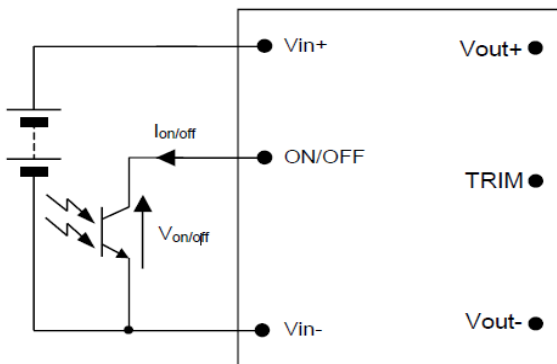 Vin+
Vout+
Ion/off
ON/OFF
TRIM
Von/off
Vin-
Vout-